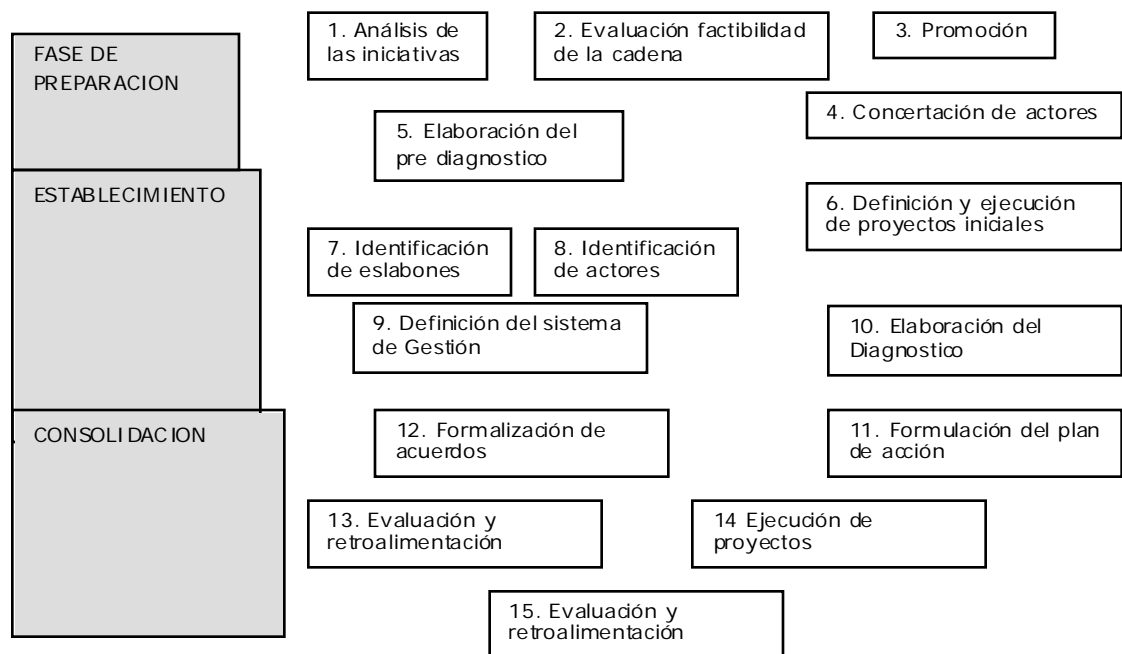 FASE DE
PREPARACION
1. Análisis de
las iniciativas
2. Evaluación factibilidad
de la cadena
3. Promoción
4. Concertación de actores
5. Elaboración del
pre diagnostico
ESTABLECIMIENTO
6. Definición y ejecución
de proyectos iniciales
7. Identificación
de eslabones
8. Identificación
de actores
9. Definición del sistema
de Gestión
10. Elaboración del
Diagnostico
CONSOLIDACION
12. Formalización de
acuerdos
11. Formulación del plan
de acción
13. Evaluación y
retroalimentación
14 Ejecución de
proyectos
15. Evaluación y
retroalimentación